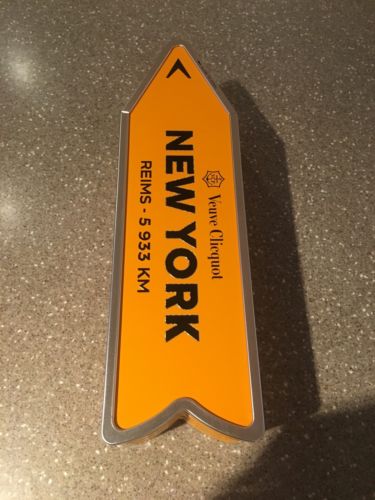 Veuve Clicquot
NEW YORK
REIMS - 5 933 KM